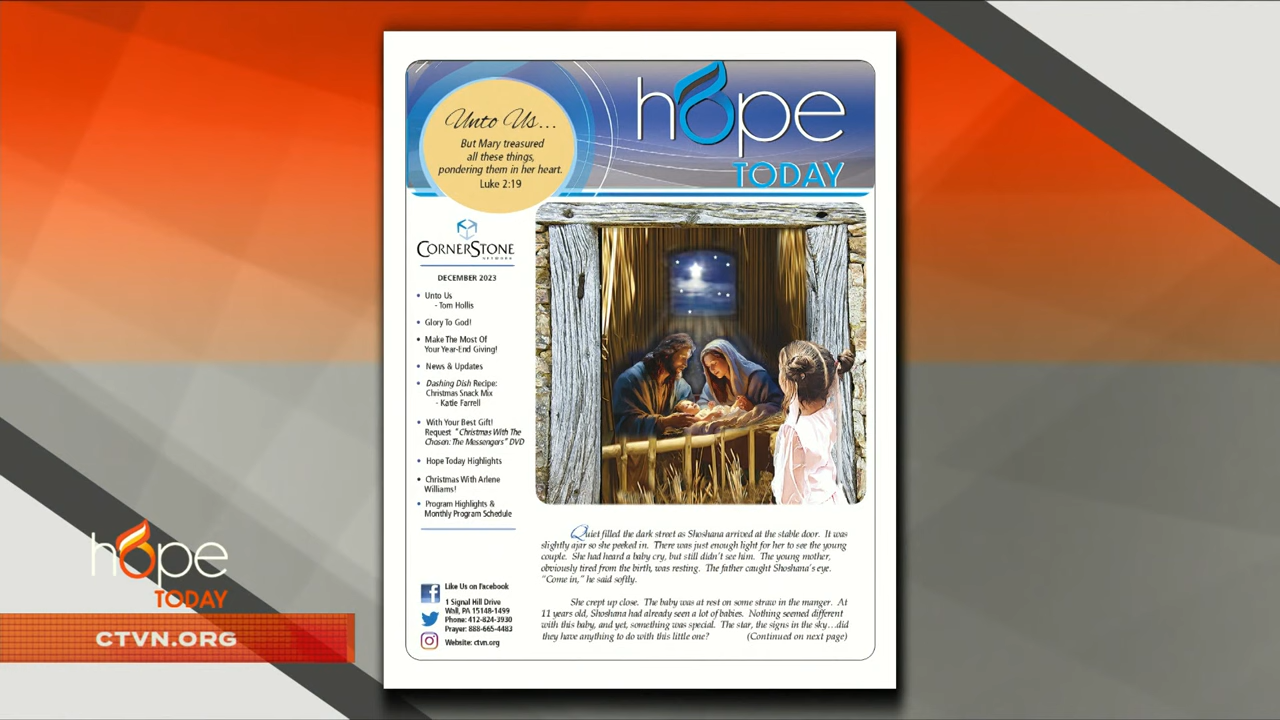 Unto Us...
But Mary treasured
all these things,
pondering them in her heart.
Luke 2:19
hope
TODAY
CORNERSTONE
NETWORK
DECEMBER 2023
• Unto Us
- Tom Hollis
• Glory To God!
• Make The Most Of
Your Year-End Giving!
• News & Updates
• Dashing Dish Recipe:
Christmas Snack Mix
- Katie Farrell
• With Your Best Gift!
Request "Christmas With The
Chosen: The Messengers" DVD
• Hope Today Highlights
• Christmas With Arlene
Williams!
• Program Highlights &
Monthly Program Schedule
Like Us on Facebook
1 Signal Hill Drive
Wall, PA 15148-1499
Phone: 412-824-3930
Prayer: 888-665-4483
Website: ctvn.org
Quiet filled the dark street as Shoshana arrived at the stable door. It was
slightly ajar so she peeked in. There was just enough light for her to see the young
couple. She had heard a baby cry, but still didn't see him. The young mother,
obviously tired from the birth, was resting. The father caught Shoshana's eye.
"Come in," he said softly.
She crept up close. The baby was at rest on some straw in the manger. At
11 years old, Shoshana had already seen a lot of babies. Nothing seemed different
with this baby, and yet, something was special. The star, the signs in the sky...did
they have anything to do with this little one? (Continued on next page)
hope
TODAY
CTVN.ORG